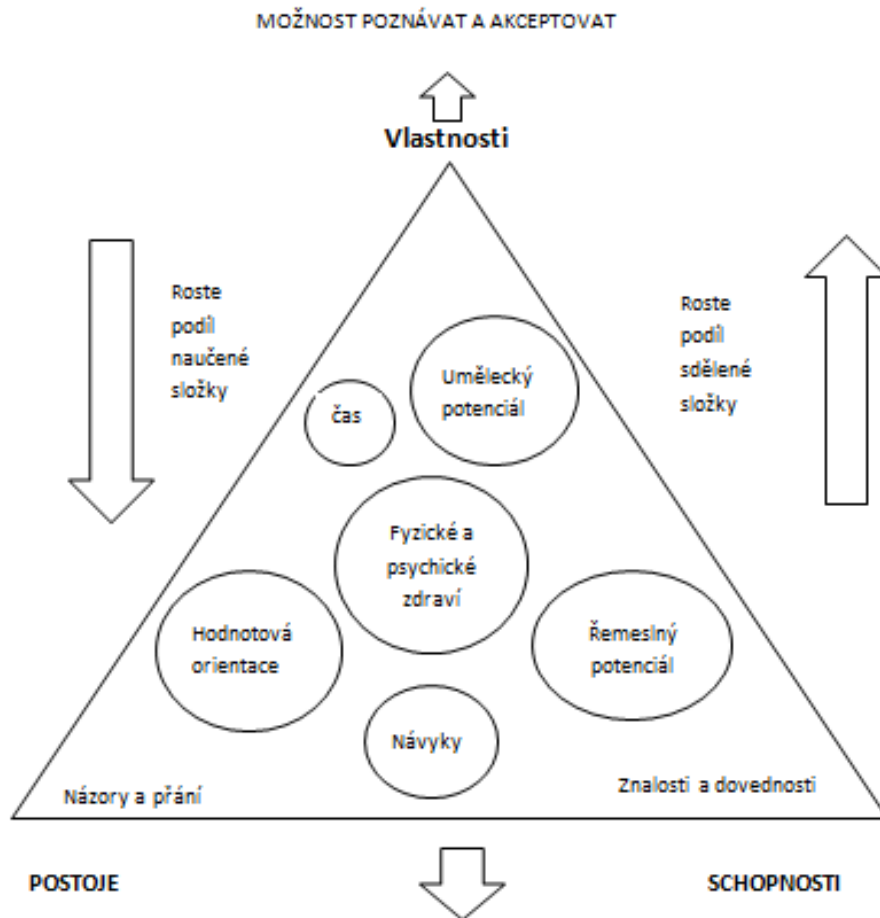 MOŽNOST POZNÁVAT A AKCEPTOVAT
Vlastnosti
Roste
podíl
naučené
složky
Roste
podíl
sdělené
složky
Umělecký
potenciál
čas
Fyzické a
psychické
zdraví
Hodnotová
orientace
Řemeslný
potenciál
Návyky
Názory a přání
Znalosti a dovednosti
POSTOJE
SCHOPNOSTI